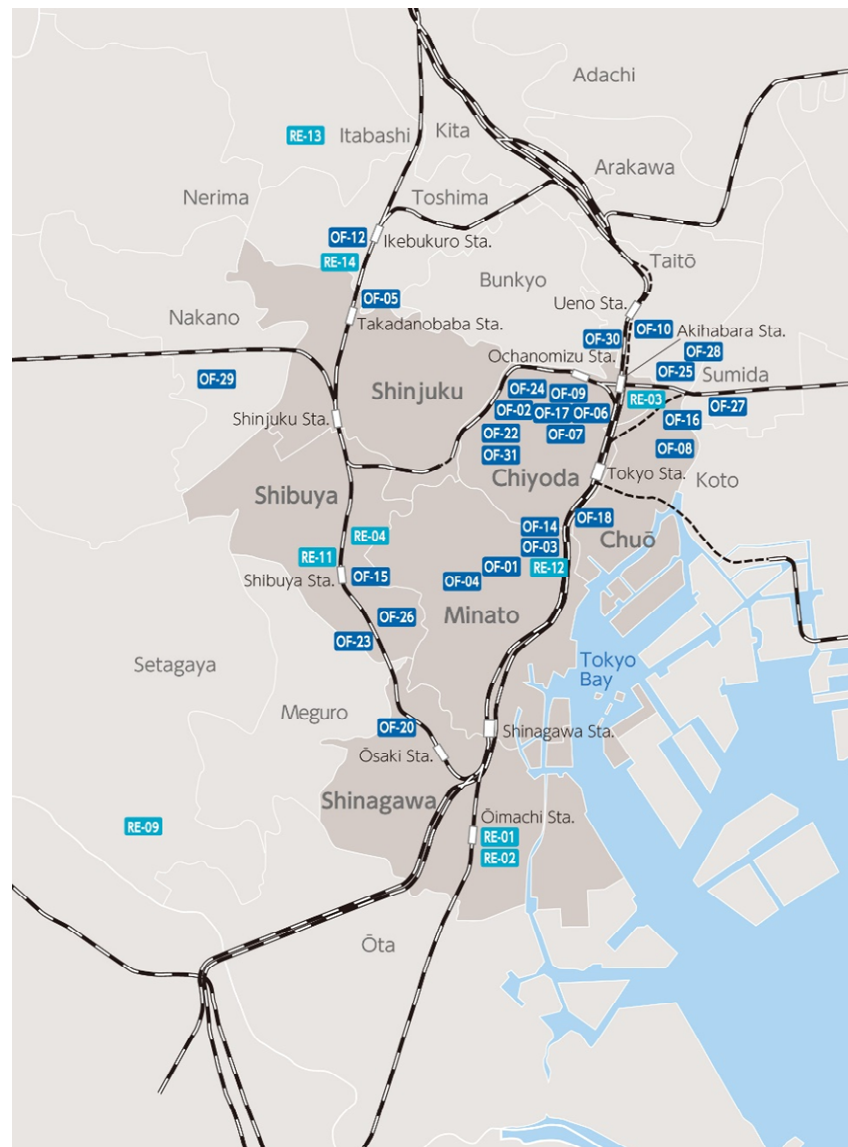 Adachi
RE-13
Itabashi
Kita
Arakawa
Nerima
Toshima
OF-12
Ikebukuro Sta.
RE-14
Bunkyo
Taitō
OF-05
Ueno Sta.
Nakano
Takadanobaba Sta.
OF-30
OF-10
Akihabara Sta.
Ochanomizu Sta.
OF-28
OF-29
Shinjuku
OF-24
OF-09
OF-25
Sumida
RE-03
OF-27
Shinjuku Sta.
OF-02
OF-17
OF-06
OF-16
OF-22
OF-07
OF-08
OF-31
Chiyoda
Tokyo Sta.
Koto
Shibuya
OF-14
OF-18
Chuō
RE-04
OF-03
RE-11
OF-01
RE-12
Shibuya Sta.
OF-15
OF-04
OF-26
Minato
OF-23
Setagaya
Tokyo
Bay
Meguro
OF-20
Shinagawa Sta.
Ōsaki Sta.
Shinagawa
Ōimachi Sta.
RE-09
RE-01
RE-02
Ōta